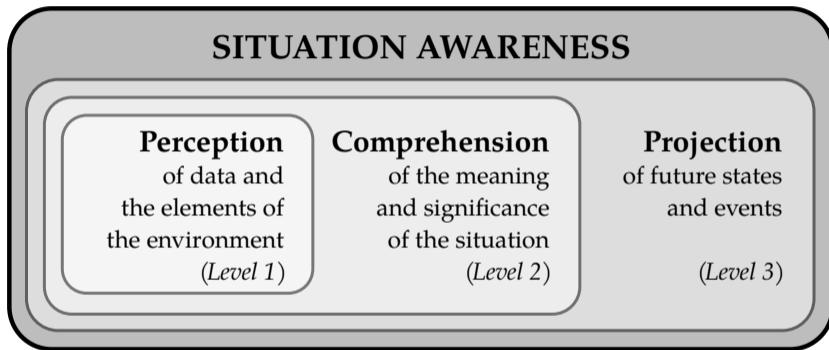 SITUATION AWARENESS
Perception
of data and
the elements of
the environment
(Level 1)
Comprehension
of the meaning
and significance
of the situation
(Level 2)
Projection
of future states
and events
(Level 3)